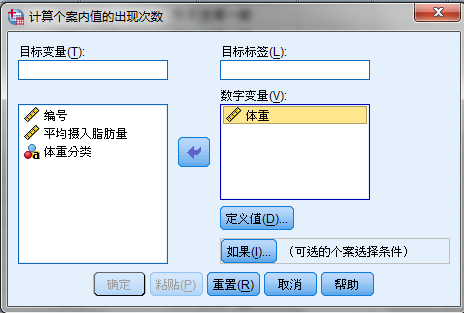 计算个案内值的出现次数
目标变量(T):
目标标签(L):
数字变量(V):
编号
平均摄入脂肪量
体重分类
体重
定义值(D)...
如果(I)... (可选的个案选择条件)
确定 粘贴(P) 重置(R) 取消 帮助